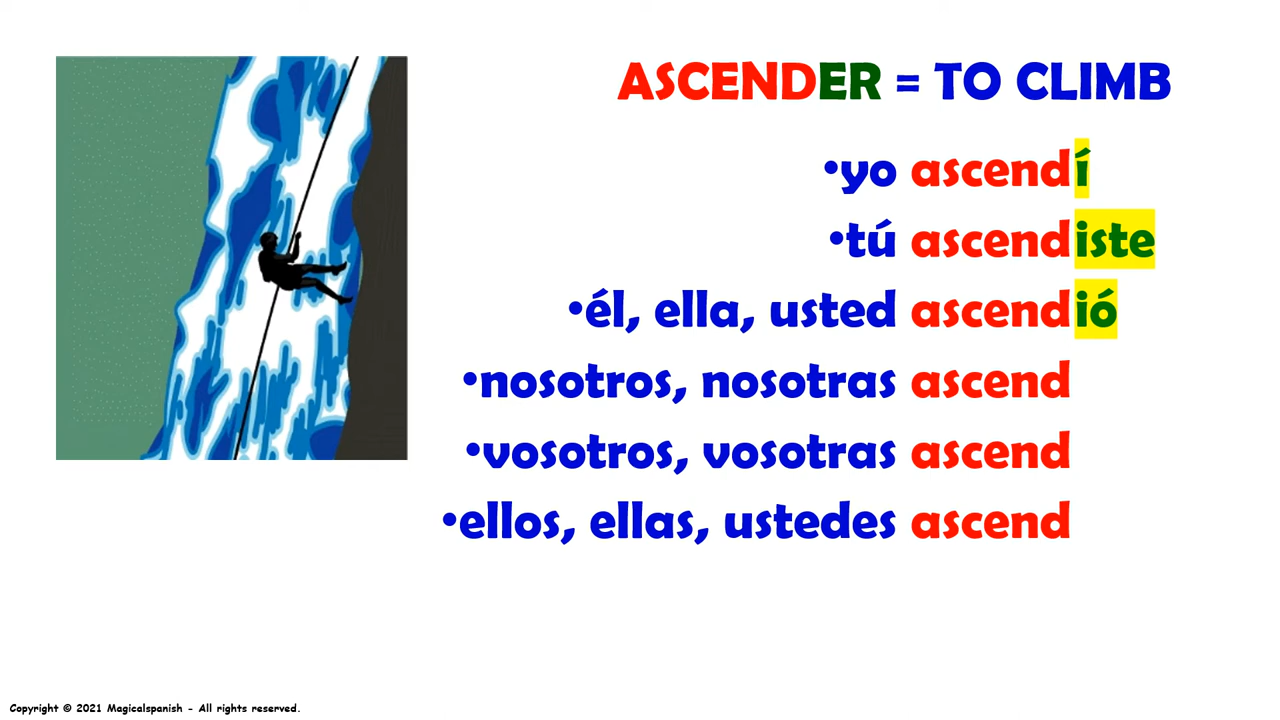 ASCENDER = TO CLIMB
•yo ascendí
•tú ascendiste
•él, ella, usted ascendió
•nosotros, nosotras ascend
•vosotros, vosotras ascend
•ellos, ellas, ustedes ascend
Copyright © 2021 Magicalspanish - All rights reserved.